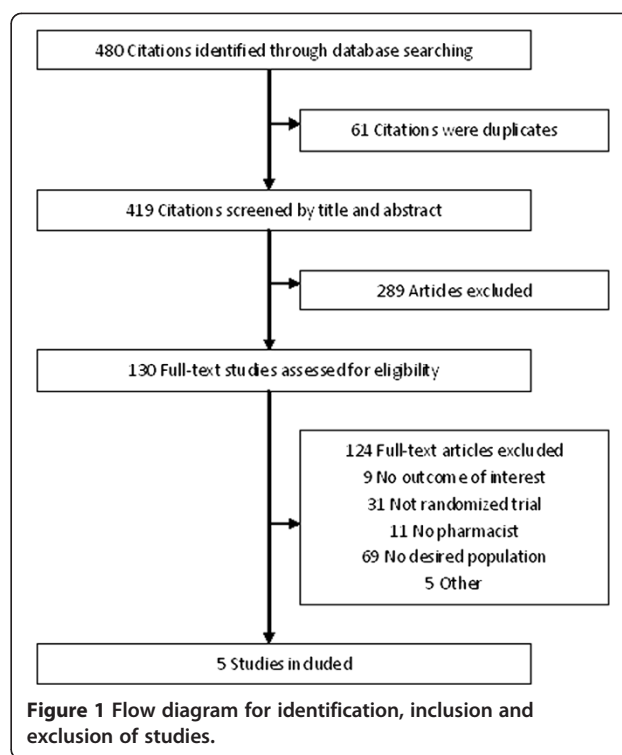 480 Citations identified through database searching
61 Citations were duplicates
419 Citations screened by title and abstract
289 Articles excluded
130 Full-text studies assessed for eligibility
124 Full-text articles excluded
9 No outcome of interest
31 Not randomized trial
11 No pharmacist
69 No desired population
5 Other
5 Studies included
Figure 1 Flow diagram for identification, inclusion and
exclusion of studies.